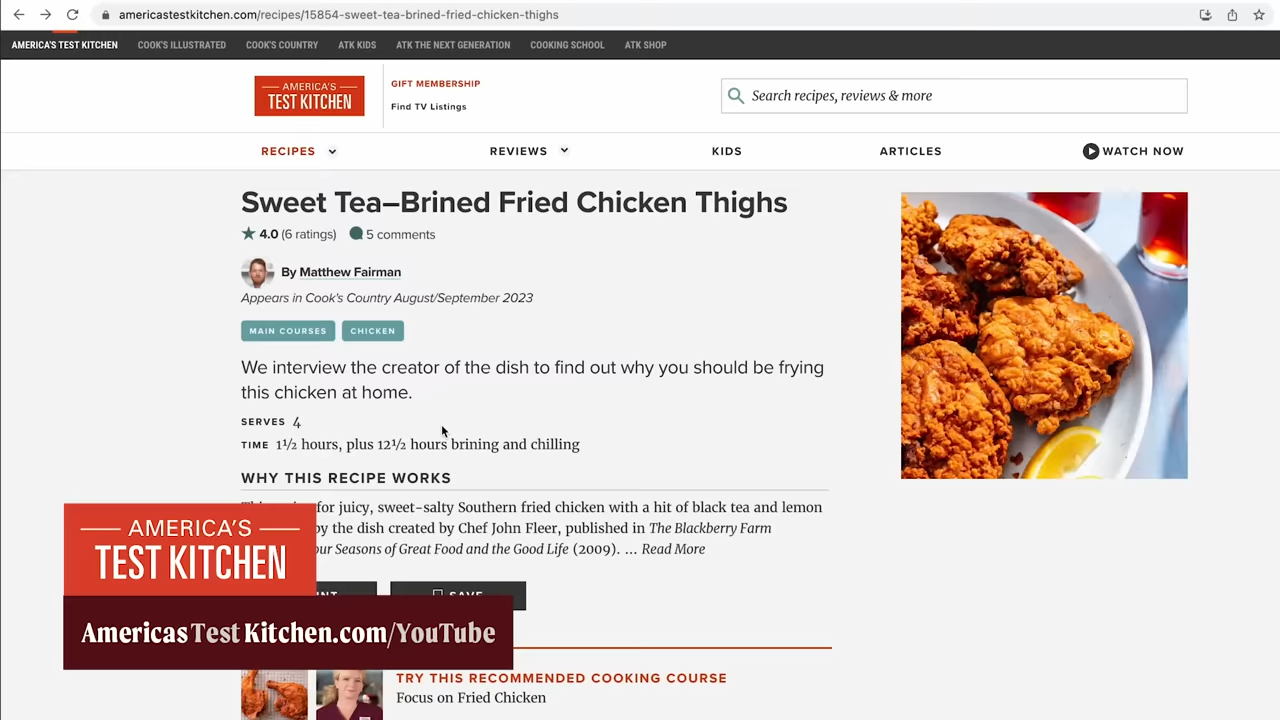 americastestkitchen.com/recipes/15854-sweet-tea-brined-fried-chicken-thighs
AMERICA'S TEST KITCHEN COOK'S ILLUSTRATED COOK'S COUNTRY ATK KIDS ATK THE NEXT GENERATION COOKING SCHOOL ATK SHOP
AMERICA'S
TEST KITCHEN
GIFT MEMBERSHIP
Find TV Listings
Search recipes, reviews & more
RECIPES REVIEWS KIDS ARTICLES WATCH NOW
Sweet Tea–Brined Fried Chicken Thighs
4.0 (6 ratings) 5 comments
By Matthew Fairman
Appears in Cook's Country August/September 2023
MAIN COURSES CHICKEN
We interview the creator of the dish to find out why you should be frying
this chicken at home.
SERVES 4
TIME 1½ hours, plus 12½ hours brining and chilling
WHY THIS RECIPE WORKS
for juicy, sweet-salty Southern fried chicken with a hit of black tea and lemon
by the dish created by Chef John Fleer, published in The Blackberry Farm
Seasons of Great Food and the Good Life (2009). ... Read More
SAVE
AMERICA'S
TEST KITCHEN
AmericasTestKitchen.com/YouTube
TRY THIS RECOMMENDED COOKING COURSE
Focus on Fried Chicken